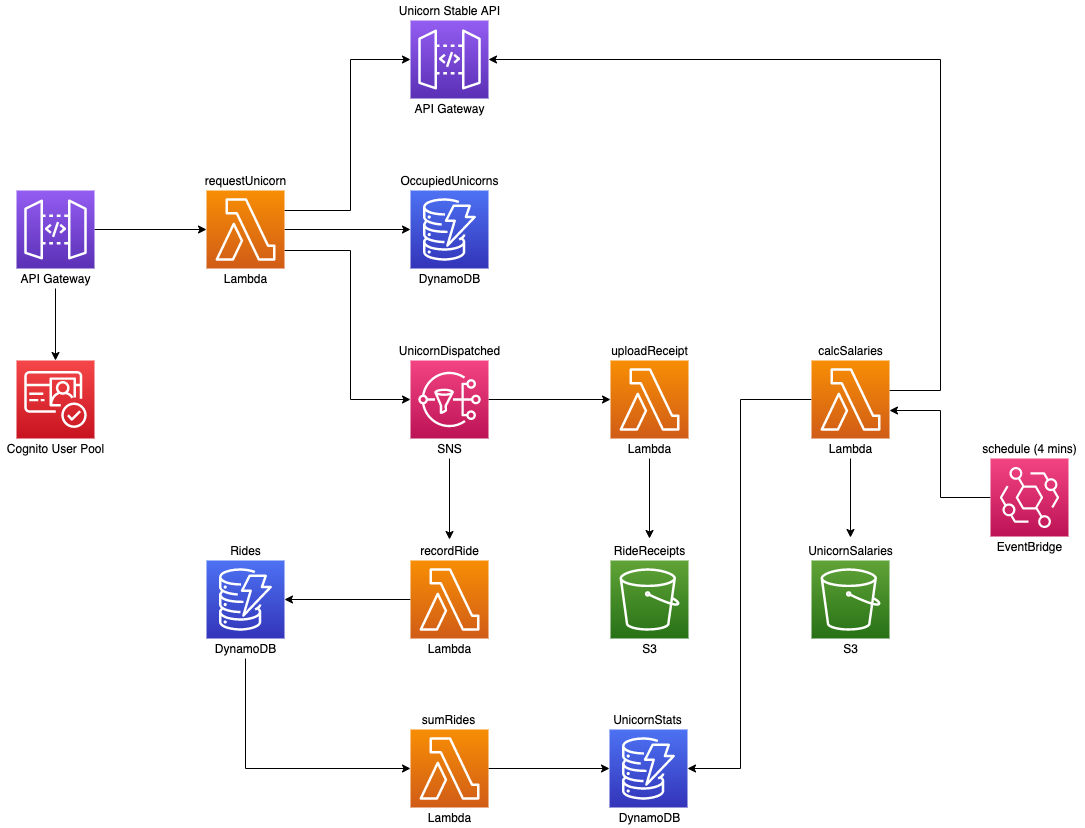 Unicorn Stable API
</>
API Gateway
requestUnicorn
OccupiedUnicorns
</>
API Gateway
Lambda
DynamoDB
UnicornDispatched
uploadReceipt
calcSalaries
Cognito User Pool
SNS
Lambda
Lambda
schedule (4 mins)
EventBridge
Rides
recordRide
RideReceipts
UnicornSalaries
DynamoDB
Lambda
S3
S3
sumRides
UnicornStats
Lambda
DynamoDB